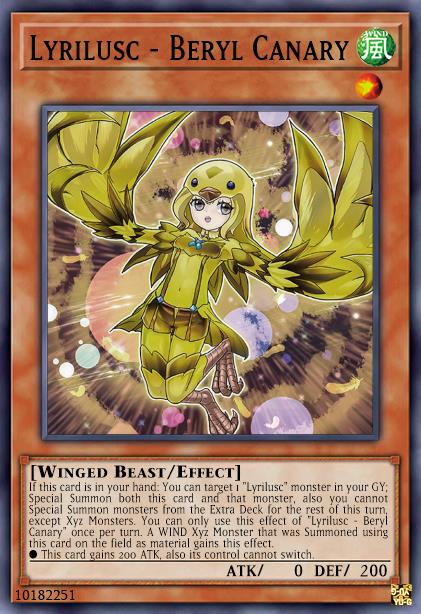 Lyrilusc - Beryl Canary
WIND
風
[Winged Beast/Effect]
If this card is in your hand: You can target 1 "Lyrilusc" monster in your GY;
Special Summon both this card and that monster, also you cannot
Special Summon monsters from the Extra Deck for the rest of this turn,
except Xyz Monsters. You can only use this effect of "Lyrilusc - Beryl
Canary" once per turn. A WIND Xyz Monster that was Summoned using
this card on the field as material gains this effect.
● This card gains 200 ATK, also its control cannot switch.
ATK/ 0 DEF/ 200
10182251